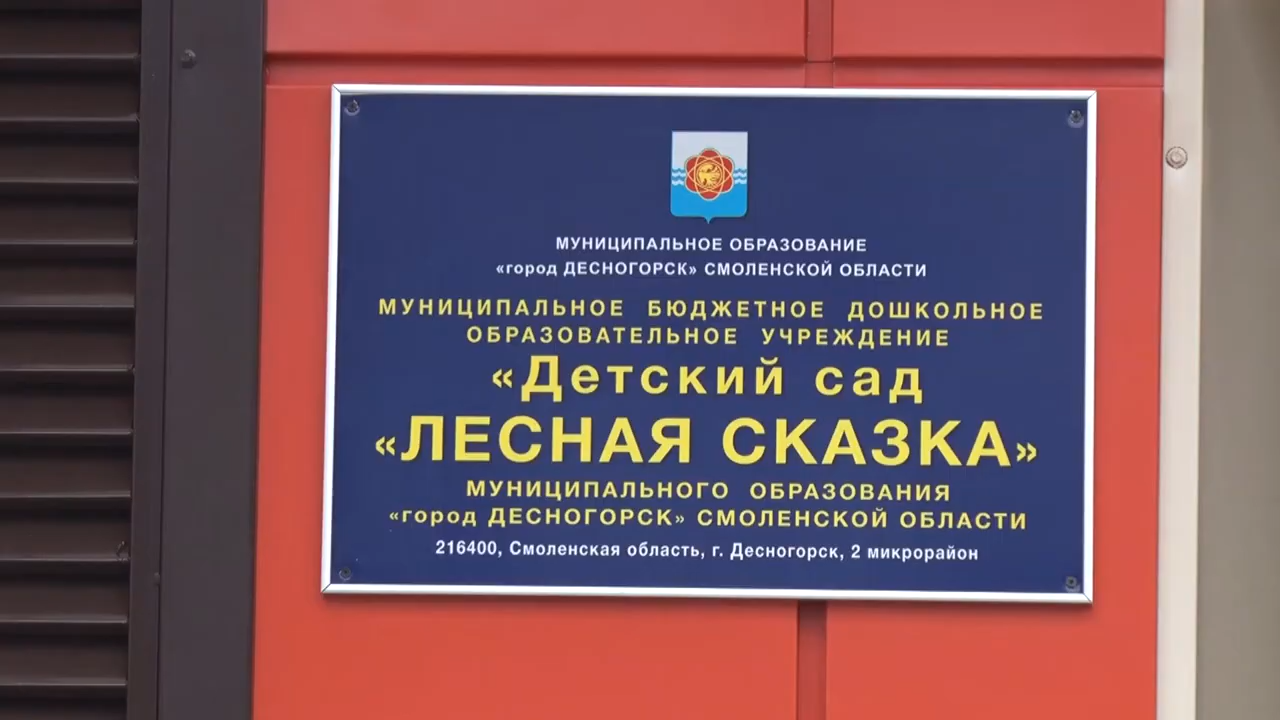 МУНИЦИПАЛЬНОЕ ОБРАЗОВАНИЕ
«город ДЕСНОГОРСК» СМОЛЕНСКОЙ ОБЛАСТИ
МУНИЦИПАЛЬНОЕ БЮДЖЕТНОЕ ДОШКОЛЬНОЕ
ОБРАЗОВАТЕЛЬНОЕ УЧРЕЖДЕНИЕ
«Детский сад
«ЛЕСНАЯ СКАЗКА»
МУНИЦИПАЛЬНОГО ОБРАЗОВАНИЯ
«город ДЕСНОГОРСК» СМОЛЕНСКОЙ ОБЛАСТИ
216400, Смоленская область, г. Десногорск, 2 микрорайон